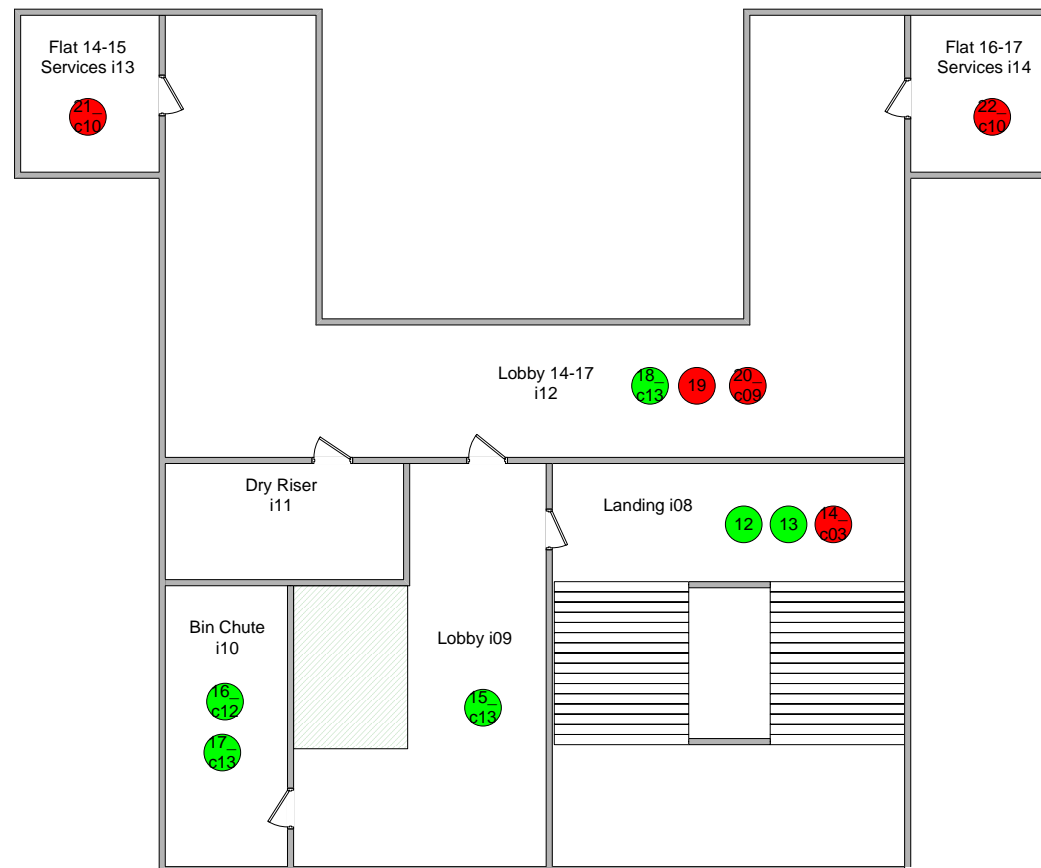 Flat 14-15
Services i13
21_
c10
Flat 16-17
Services i14
22_
c10
Lobby 14-17
i12
18_
c13
19
20_
c09
Dry Riser
i11
Landing i08
12
13
14_
c03
Bin Chute
i10
16_
c12
17_
c13
Lobby i09
15_
c13